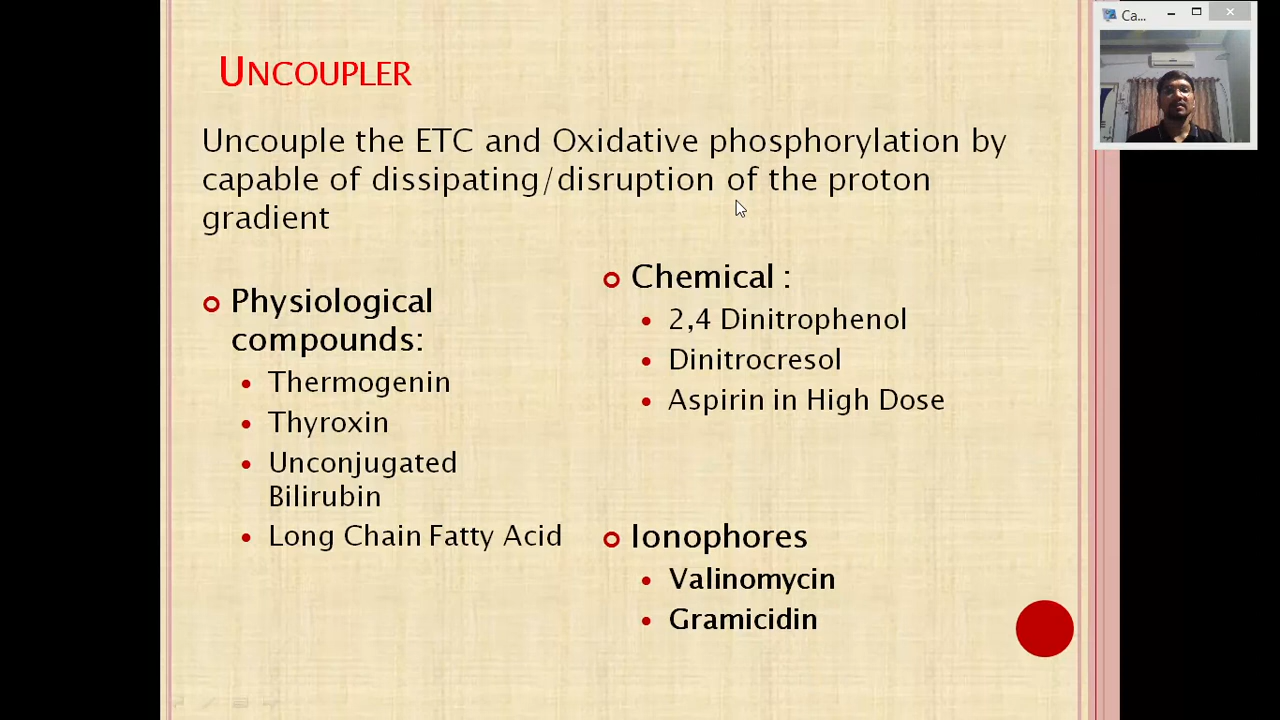 Ca...
UNCOUPLER
Uncouple the ETC and Oxidative phosphorylation by
capable of dissipating/disruption of the proton
gradient
Physiological
compounds:
Thermogenin
Thyroxin
Unconjugated
Bilirubin
Long Chain Fatty Acid
Chemical :
2,4 Dinitrophenol
Dinitrocresol
Aspirin in High Dose
Ionophores
Valinomycin
Gramicidin